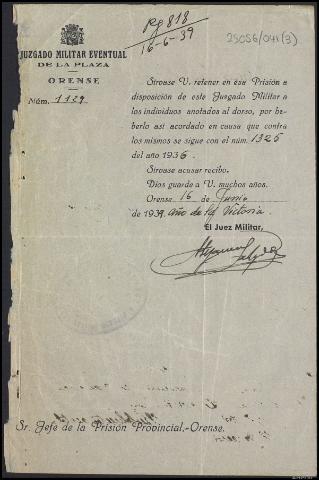 Rg 818
16-6-39
25056/041(3)
JUZGADO MILITAR EVENTUAL
DE LA PLAZA
ORENSE
Núm. 1129
Sírvase U. retener en ésa Prisión a
disposición de este Juzgado Militar a
los individuos anotados al dorso, por ha-
berlo así acordado en causa que contra
los mismos se sigue con el núm. 1325
del año 1936.
Sírvase acusar recibo.
Dios guarde a U. muchos años.
Orense 16 de Junio
de 1939. Año de la Victoria.
El Juez Militar,
Sr. Jefe de la Prisión Provincial,-Orense.